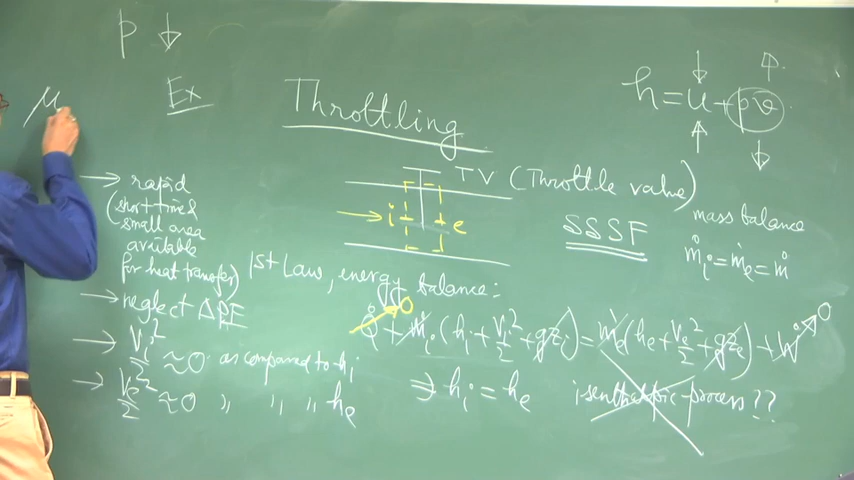 p ↓
μ
Ex
Throttling
h = u + pv
TV (Throttle valve)
i e
SSSF
mass balance
ṁi = ṁe = ṁ
→ rapid
(short time &
small area
available
for heat transfer)
→ neglect ΔPE
→ Vi²/2 ≈ 0 as compared to hi
→ Ve²/2 ≈ 0 " " " he
1st Law, energy balance:
Q̇ + ṁi (hi + Vi²/2 + gzi) = ṁe (he + Ve²/2 + gze) + Ẇ
0 0
⇒ hi = he
isenthalpic process??